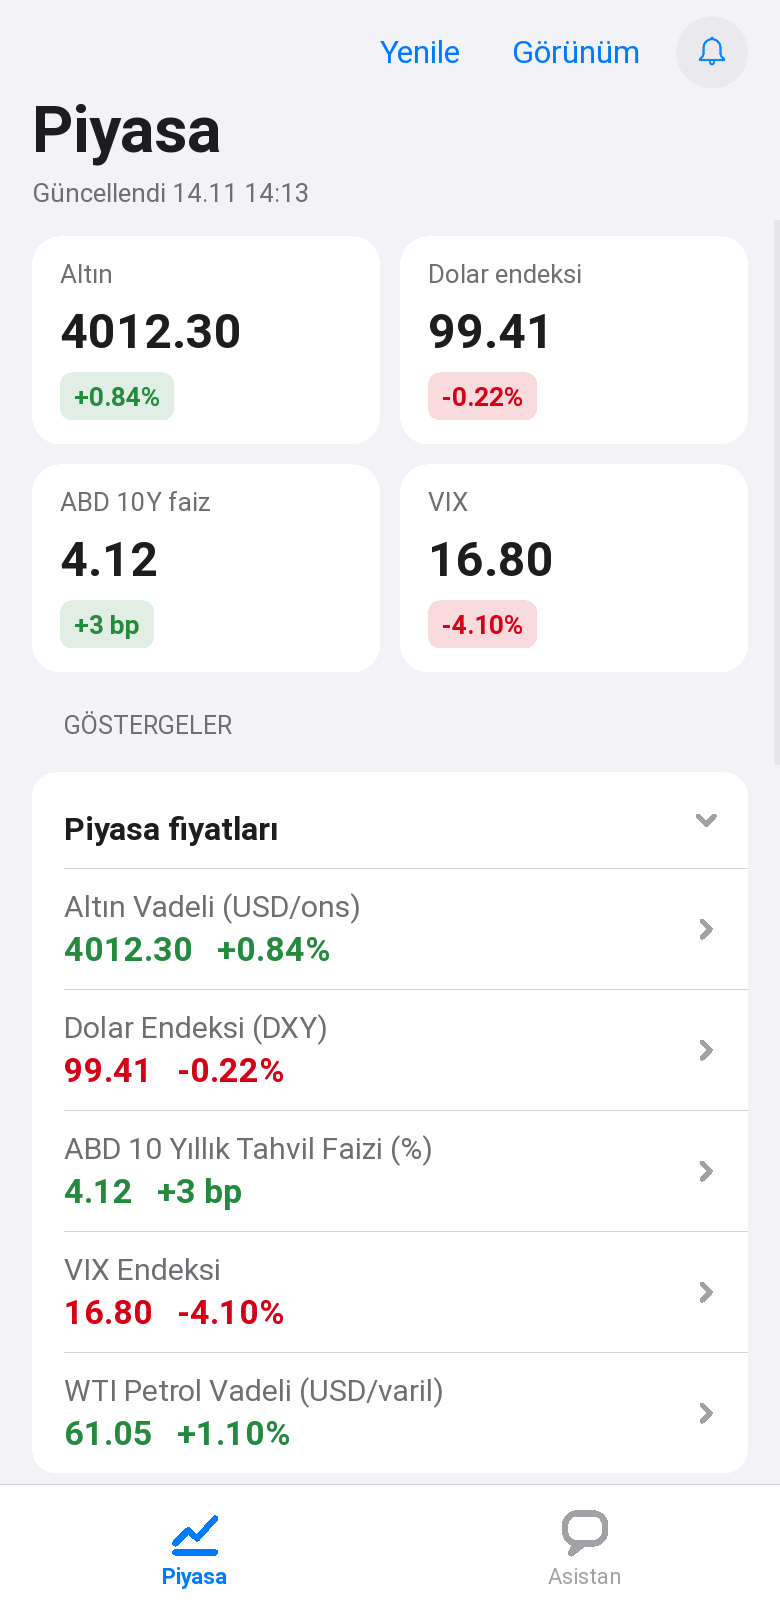 Yenile Görünüm
Piyasa
Güncellendi 14.11 14:13
Altın
4012.30
+0.84%
Dolar endeksi
99.41
-0.22%
ABD 10Y faiz
4.12
+3 bp
VIX
16.80
-4.10%
GÖSTERGELER
Piyasa fiyatları
Altın Vadeli (USD/ons)
4012.30 +0.84%
Dolar Endeksi (DXY)
99.41 -0.22%
ABD 10 Yıllık Tahvil Faizi (%)
4.12 +3 bp
VIX Endeksi
16.80 -4.10%
WTI Petrol Vadeli (USD/varil)
61.05 +1.10%
Piyasa Asistan